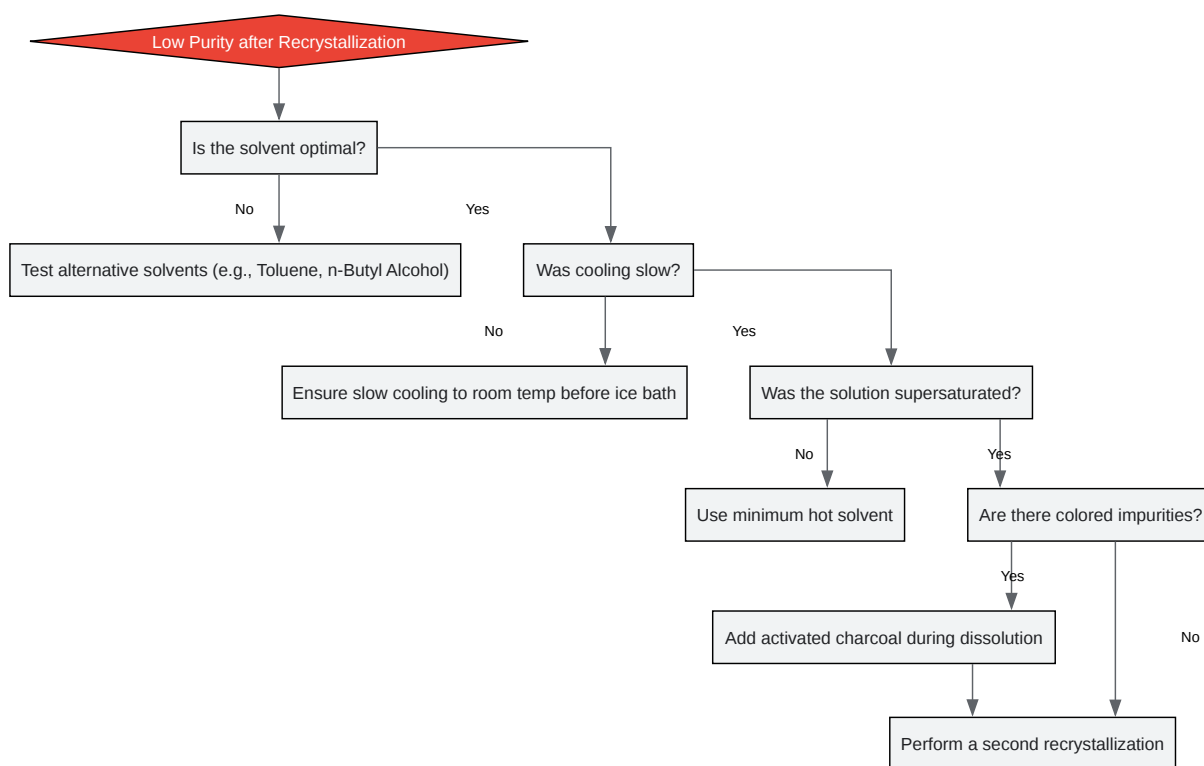 Low Purity after Recrystallization
Is the solvent optimal?
No
Yes
Test alternative solvents (e.g., Toluene, n-Butyl Alcohol)
Was cooling slow?
No
Yes
Ensure slow cooling to room temp before ice bath
Was the solution supersaturated?
No
Yes
Use minimum hot solvent
Are there colored impurities?
Yes
Add activated charcoal during dissolution
No
Perform a second recrystallization